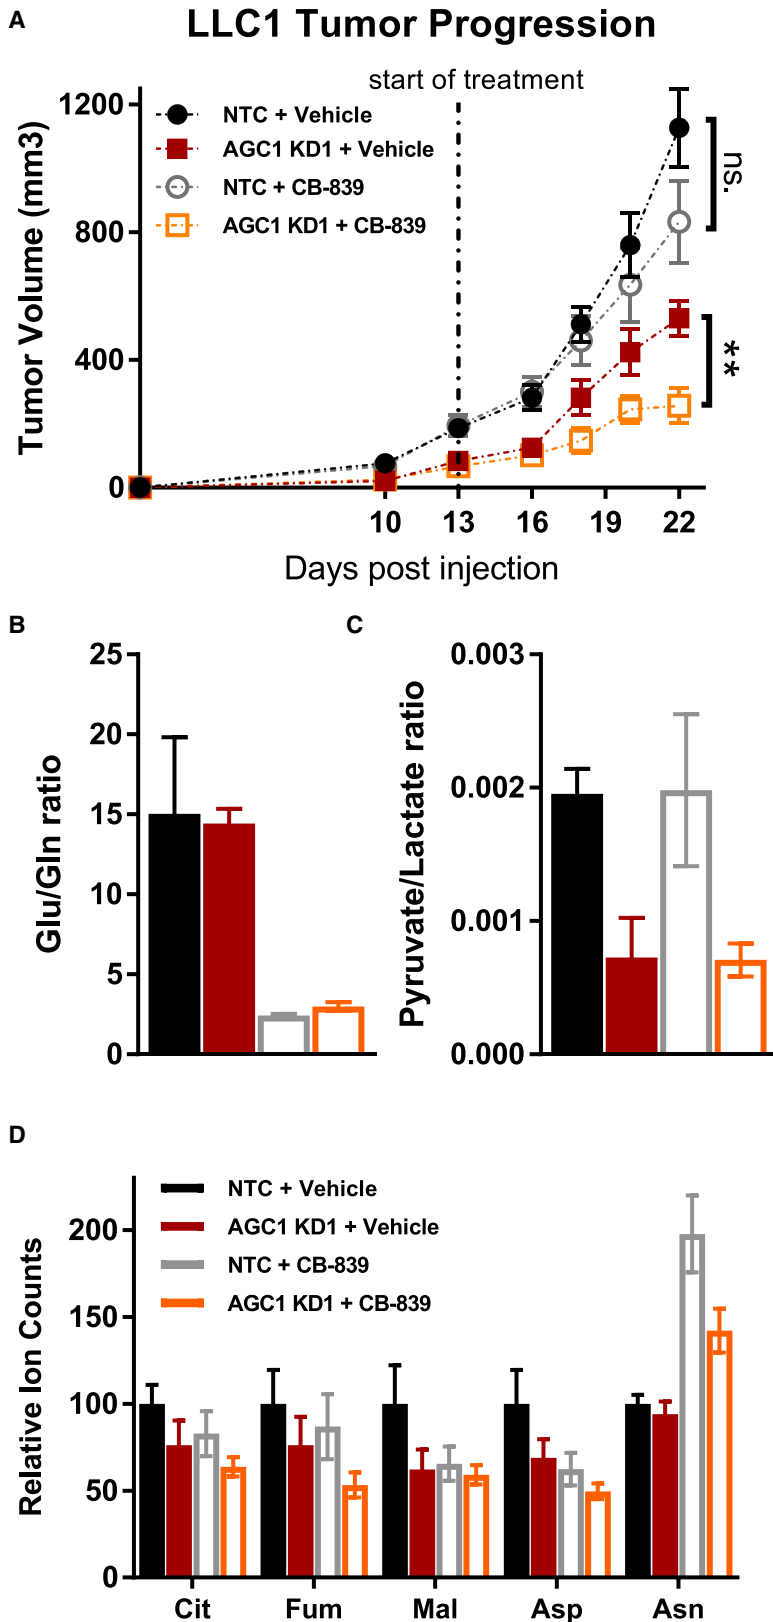 A
LLC1 Tumor Progression
start of treatment
Tumor Volume (mm3)
1200
800
400
0
NTC + Vehicle
AGC1 KD1 + Vehicle
NTC + CB-839
AGC1 KD1 + CB-839
ns.
**
10 13 16 19 22
Days post injection
B
Glu/Gln ratio
25
20
15
10
5
0
C
Pyruvate/Lactate ratio
0.003
0.002
0.001
0.000
D
Relative Ion Counts
200
150
100
50
0
NTC + Vehicle
AGC1 KD1 + Vehicle
NTC + CB-839
AGC1 KD1 + CB-839
Cit Fum Mal Asp Asn